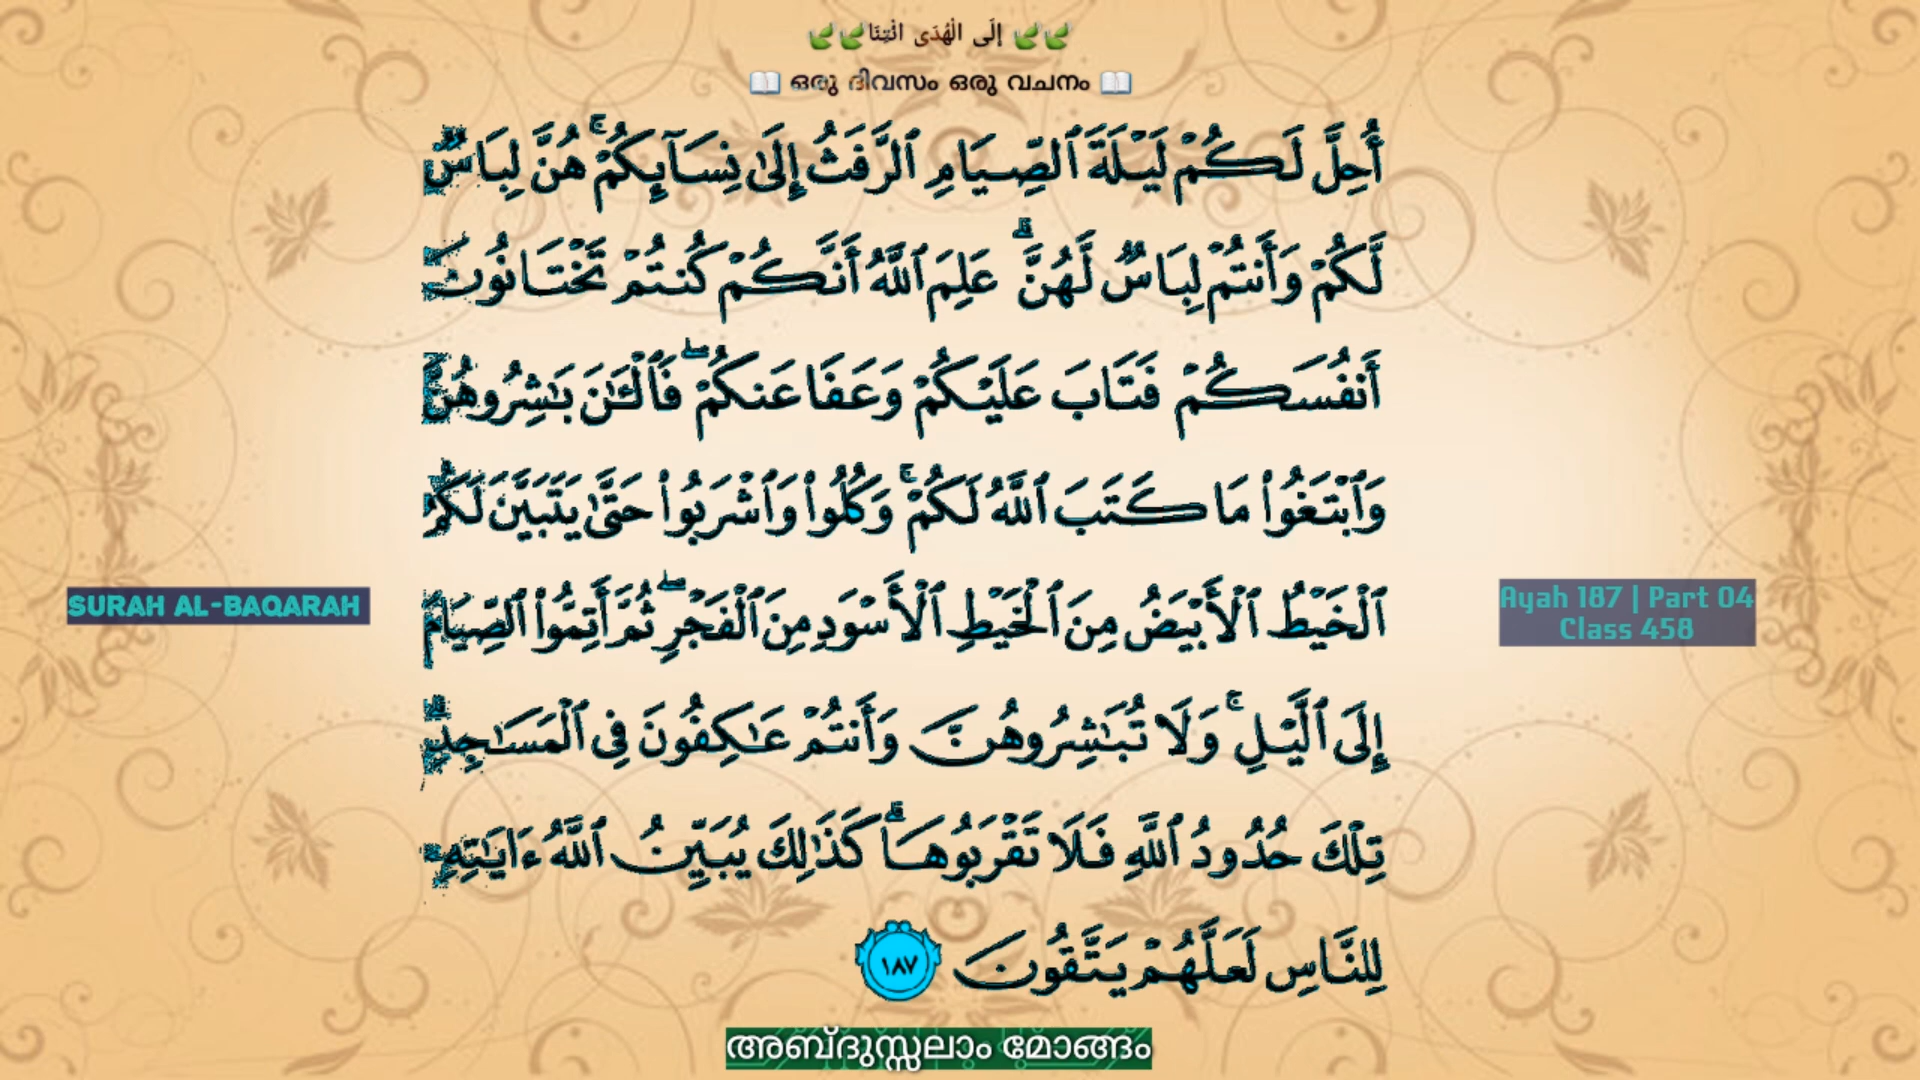 إلَى الْهُدَى ائْتِنَا
ഒരു ദിവസം ഒരു വചനം
أُحِلَّ لَكُمْ لَيْلَةَ ٱلصِّيَامِ ٱلرَّفَثُ إِلَىٰ نِسَآئِكُمْ ۚ هُنَّ لِبَاسٌ
لَّكُمْ وَأَنتُمْ لِبَاسٌ لَّهُنَّ ۗ عَلِمَ ٱللَّهُ أَنَّكُمْ كُنتُمْ تَخْتَانُونَ
أَنفُسَكُمْ فَتَابَ عَلَيْكُمْ وَعَفَا عَنكُمْ ۖ فَٱلْـَٰٔنَ بَـٰشِرُوهُنَّ
وَٱبْتَغُوا۟ مَا كَتَبَ ٱللَّهُ لَكُمْ ۚ وَكُلُوا۟ وَٱشْرَبُوا۟ حَتَّىٰ يَتَبَيَّنَ لَكُمُ
ٱلْخَيْطُ ٱلْأَبْيَضُ مِنَ ٱلْخَيْطِ ٱلْأَسْوَدِ مِنَ ٱلْفَجْرِ ۖ ثُمَّ أَتِمُّوا۟ ٱلصِّيَامَ
SURAH AL-BAQARAH
Ayah 187 | Part 04
Class 458
إِلَى ٱلَّيْلِ ۚ وَلَا تُبَـٰشِرُوهُنَّ وَأَنتُمْ عَـٰكِفُونَ فِى ٱلْمَسَـٰجِدِ ۗ
تِلْكَ حُدُودُ ٱللَّهِ فَلَا تَقْرَبُوهَا ۗ كَذَٰلِكَ يُبَيِّنُ ٱللَّهُ ءَايَـٰتِهِۦ
لِلنَّاسِ لَعَلَّهُمْ يَتَّقُونَ ١٨٧
അബ്ദുസ്സലാം മോങ്ങം